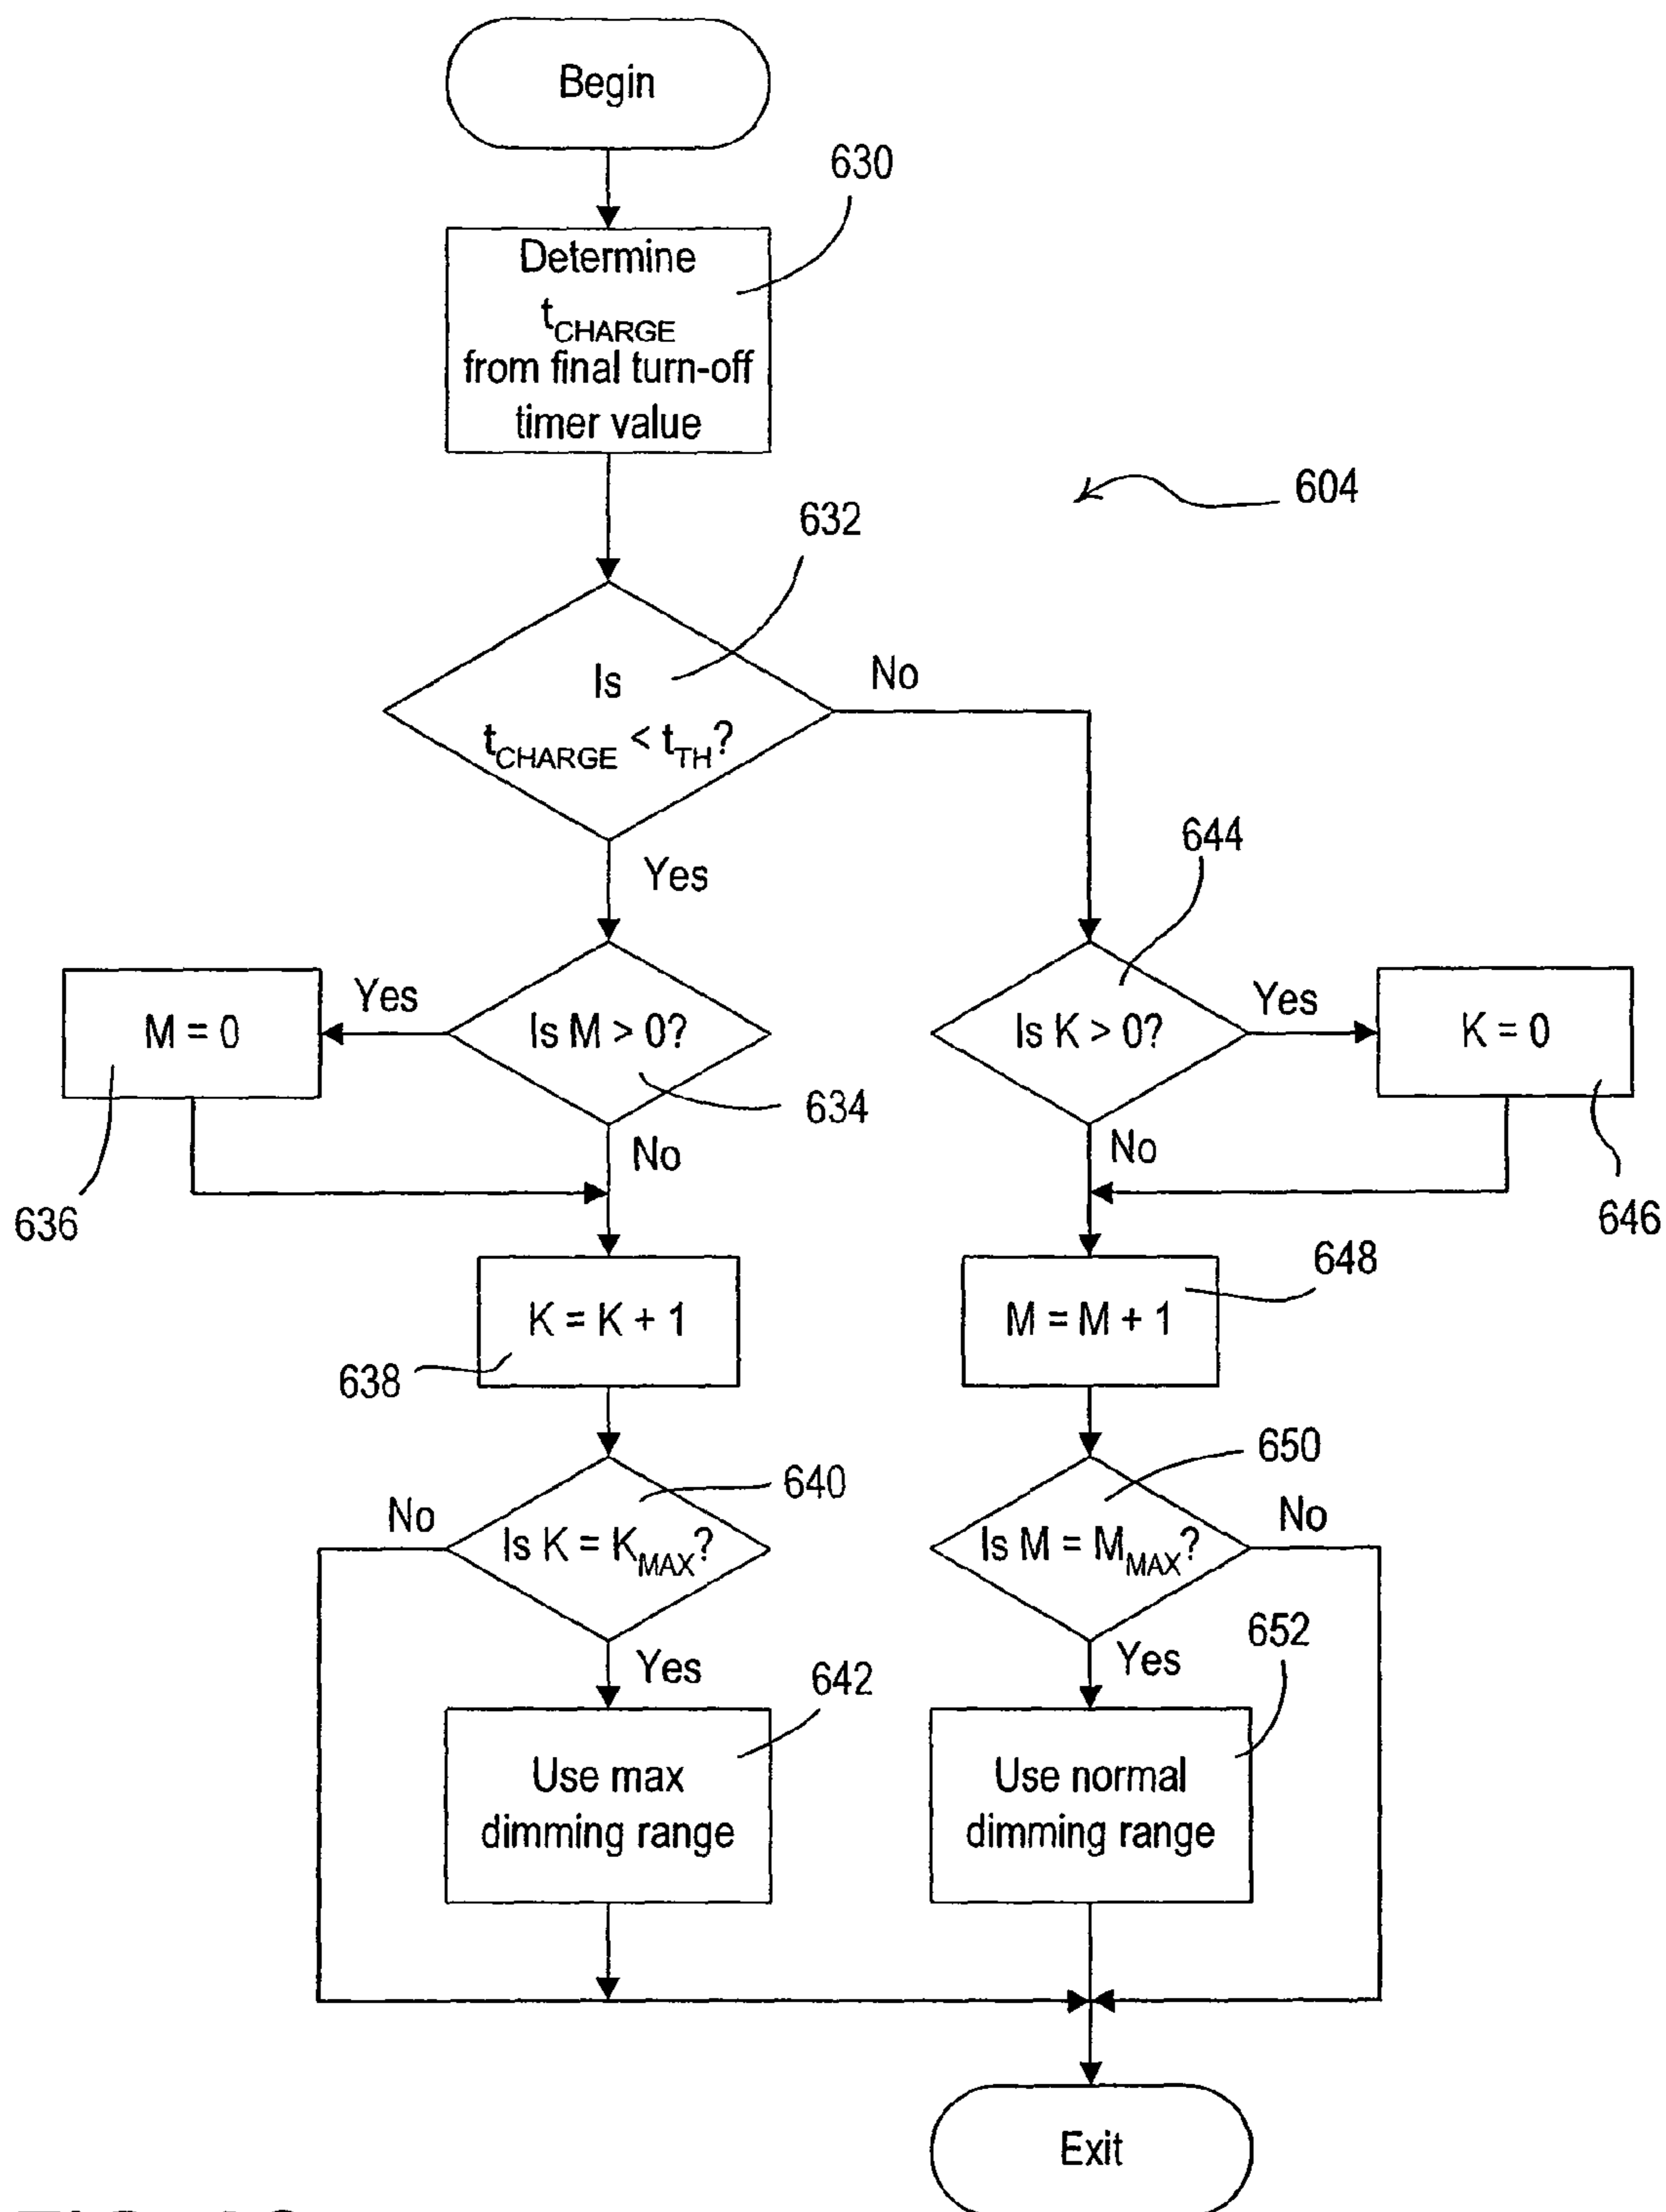 Begin
630
Determine
tCHARGE
from final turn-off
timer value
604
632
Is
tCHARGE < tTH?
No
Yes
644
Yes
M = 0
Is M > 0?
634
No
636
Is K > 0?
Yes
K = 0
No
646
K = K + 1
638
M = M + 1
648
640
No
Is K = KMAX?
Yes
650
Is M = MMAX?
No
Yes
642
Use max
dimming range
652
Use normal
dimming range
Exit